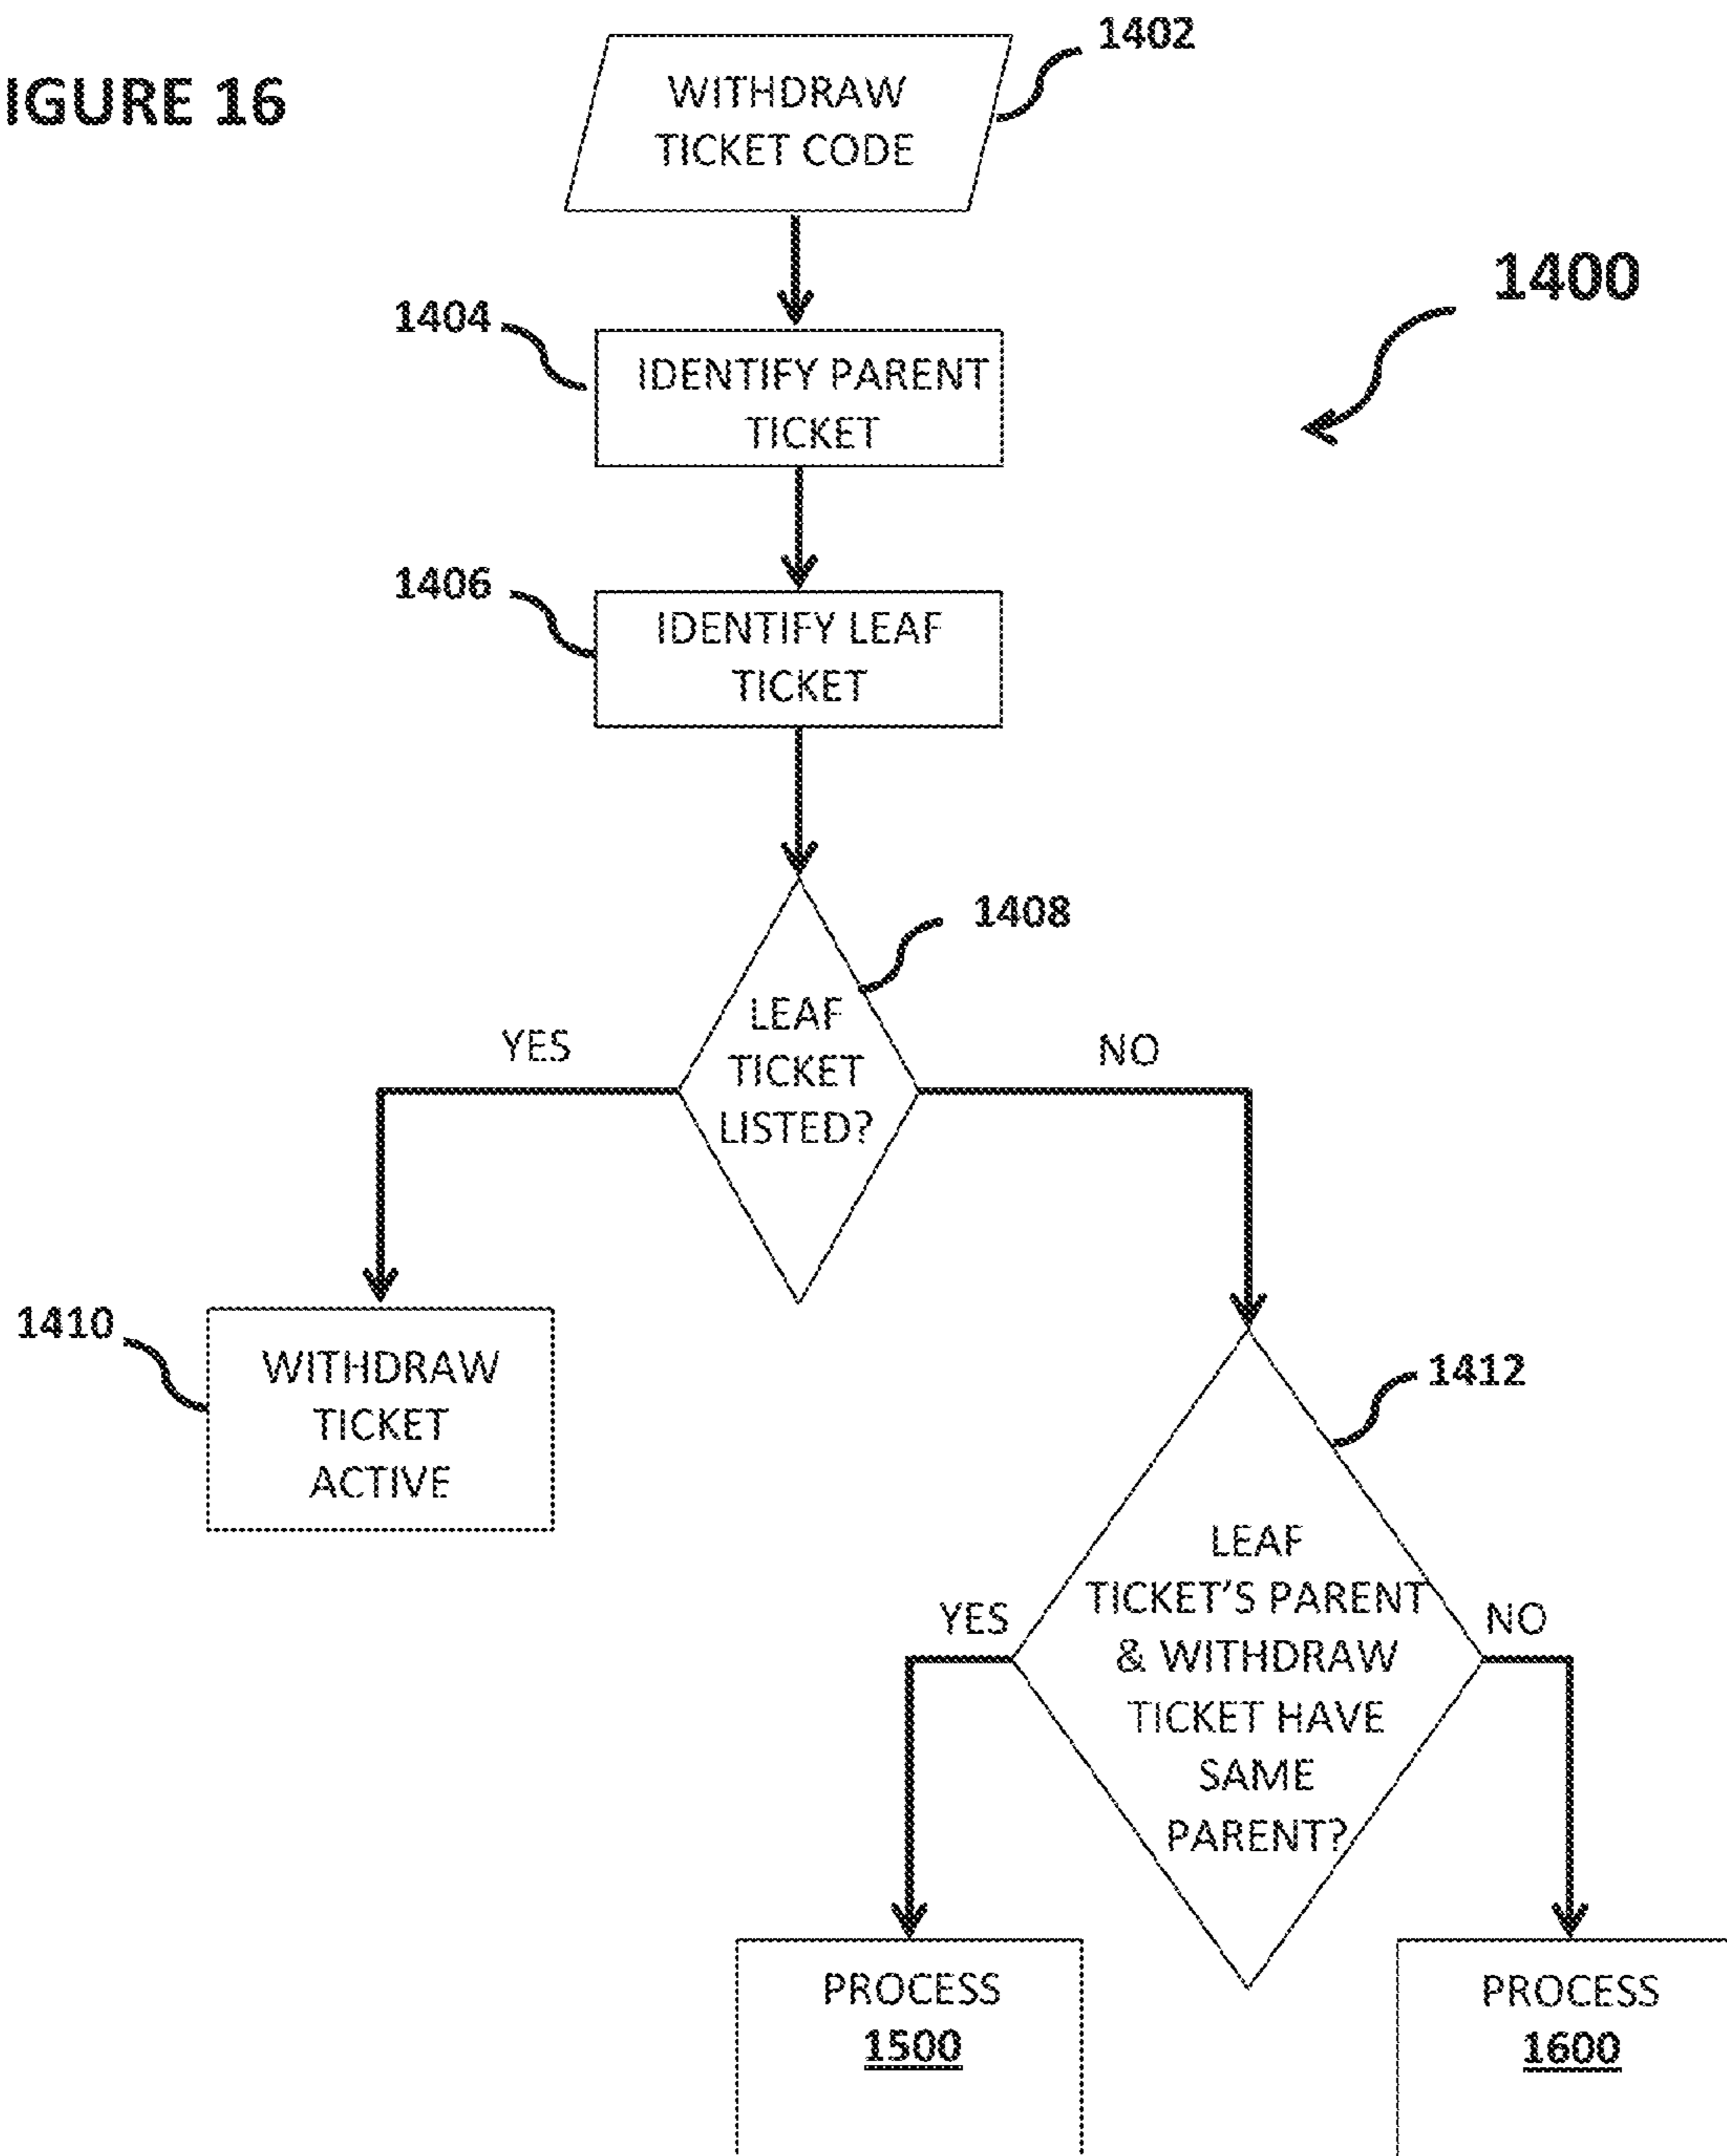 IGURE 16
1402
WITHDRAW
TICKET CODE
1400
1404
IDENTIFY PARENT
TICKET
1406
IDENTIFY LEAF
TICKET
1408
LEAF
TICKET
LISTED?
YES
NO
1410
WITHDRAW
TICKET
ACTIVE
1412
LEAF
TICKET'S PARENT
& WITHDRAW
TICKET HAVE
SAME
PARENT?
YES
NO
PROCESS
1500
PROCESS
1600